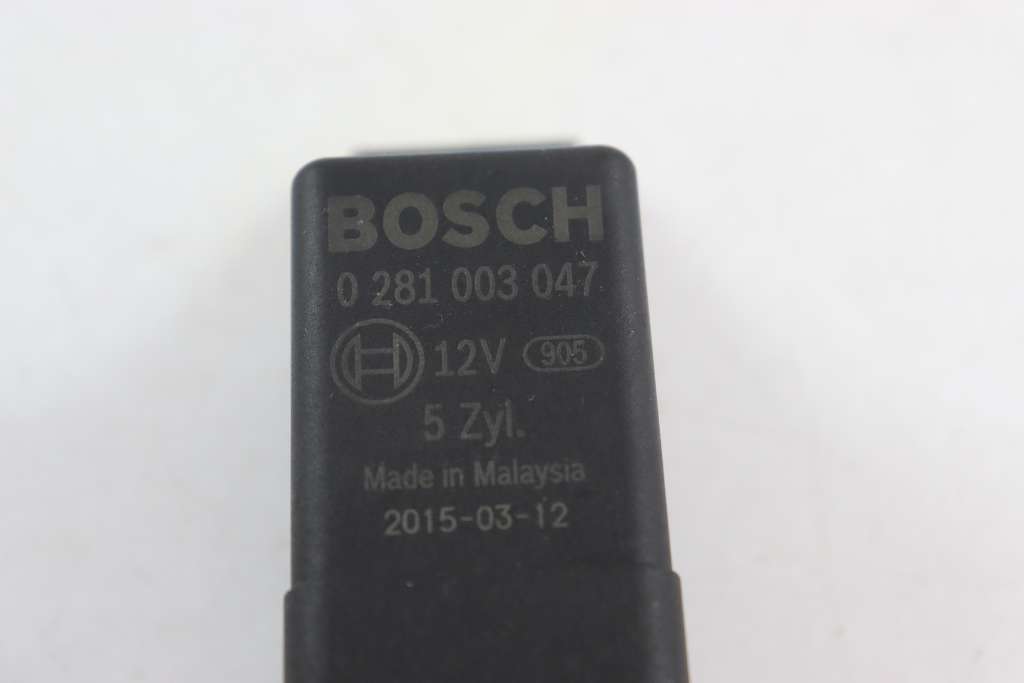 BOSCH
0 281 003 047
12V 905
5 Zyl.
Made in Malaysia
2015-03-12